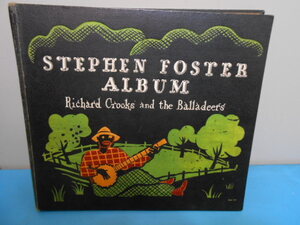 STEPHEN FOSTER
ALBUM
Richard Crooks and the Balladeers